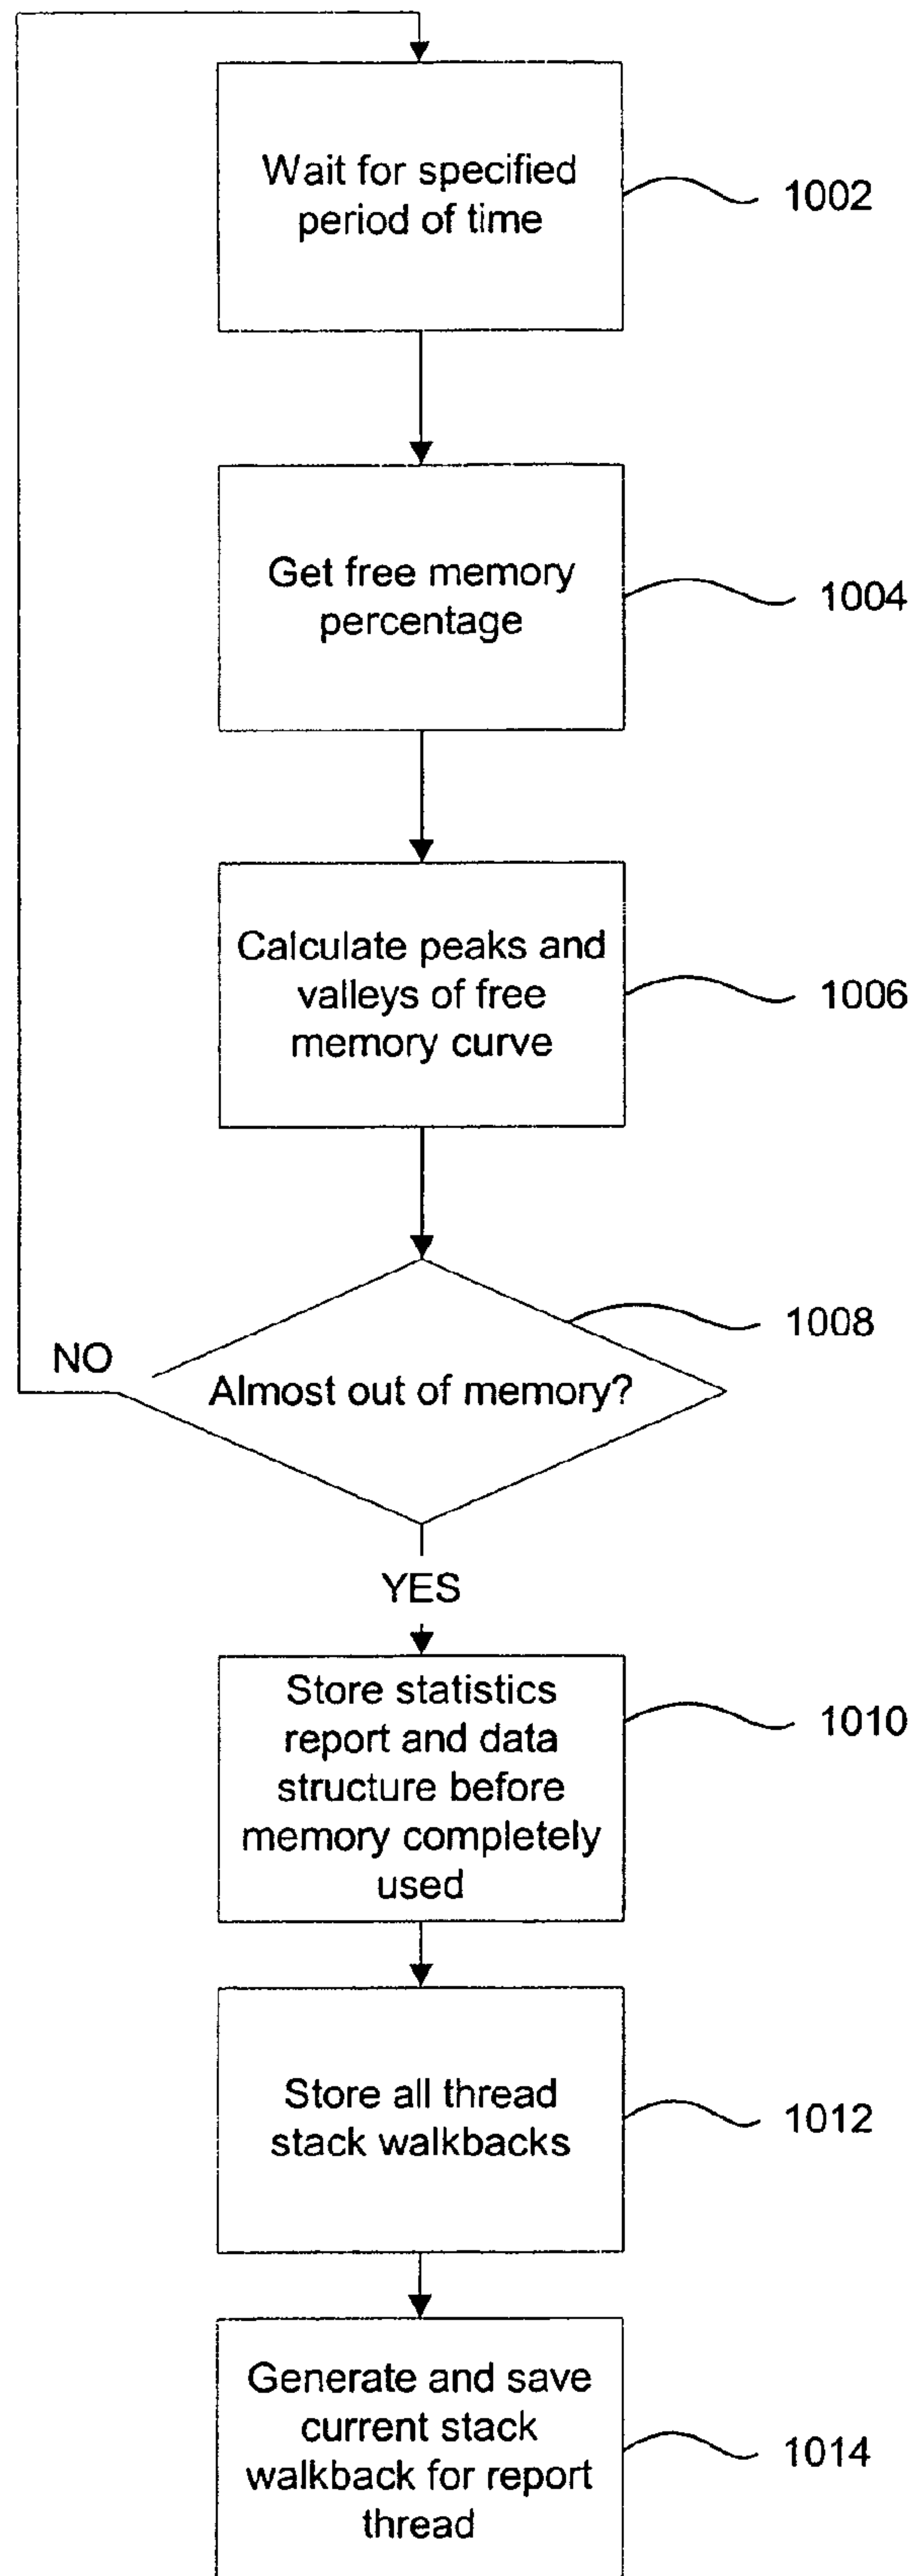 Wait for specified
period of time
1002
Get free memory
percentage
1004
Calculate peaks and
valleys of free
memory curve
1006
1008
NO
Almost out of memory?
YES
Store statistics
report and data
structure before
memory completely
used
1010
Store all thread
stack walkbacks
1012
Generate and save
current stack
walkback for report
thread
1014